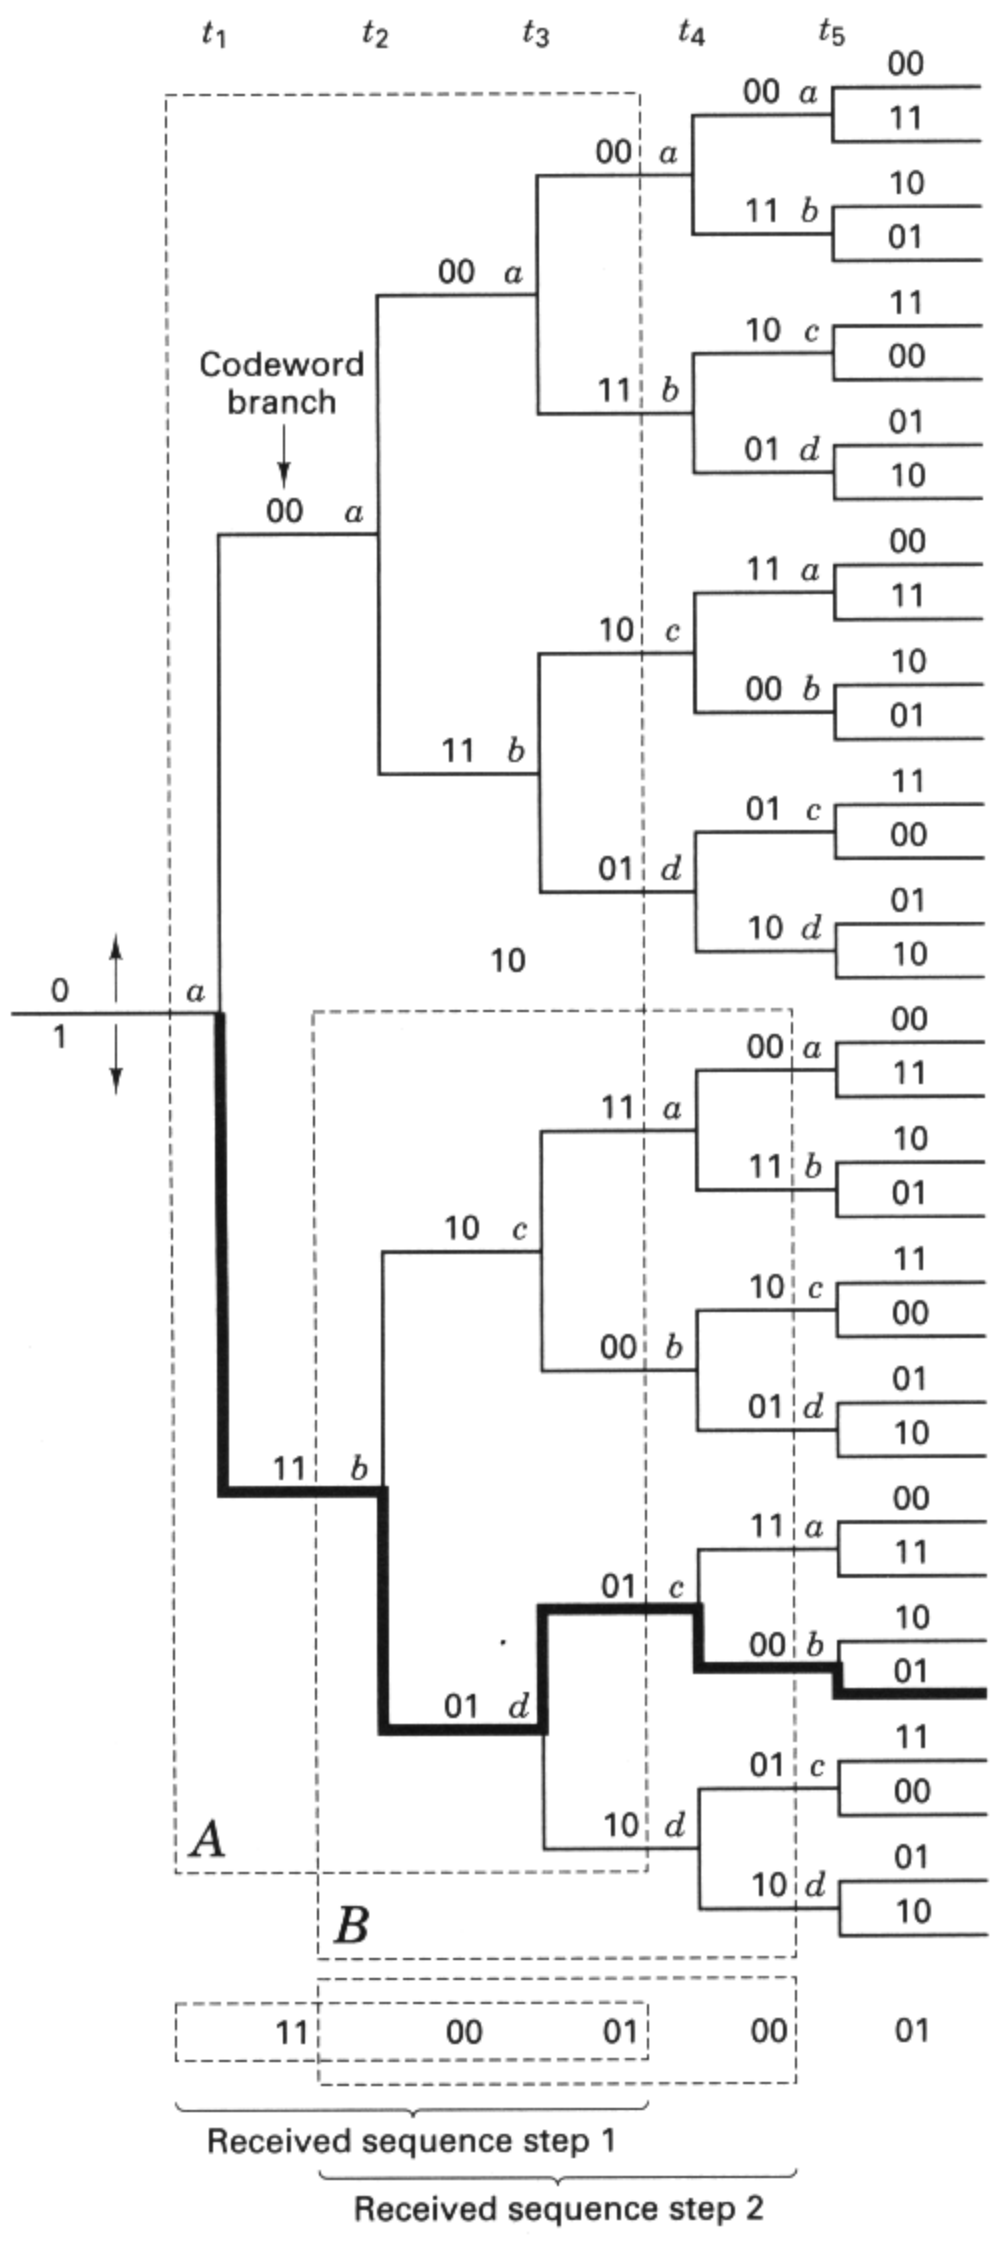 t1 t2 t3 t4 t5
00
00 a
11
00 a
10
11 b
01
00 a
11
10 c
00
Codeword
branch
11 b
01
01 d
10
00 a
00
11 a
11
10 c
10
00 b
01
11 b
11
01 c
00
01 d
01
10 d
10
10
0 a
1
00
00 a
11
11 a
10
11 b
01
10 c
11
10 c
00
00 b
01
01 d
10
11 b
00
11 a
11
01 c
10
00 b
01
01 d
11
01 c
00
10 d
01
10 d
10
A
B
11 00 01 00 01
Received sequence step 1
Received sequence step 2